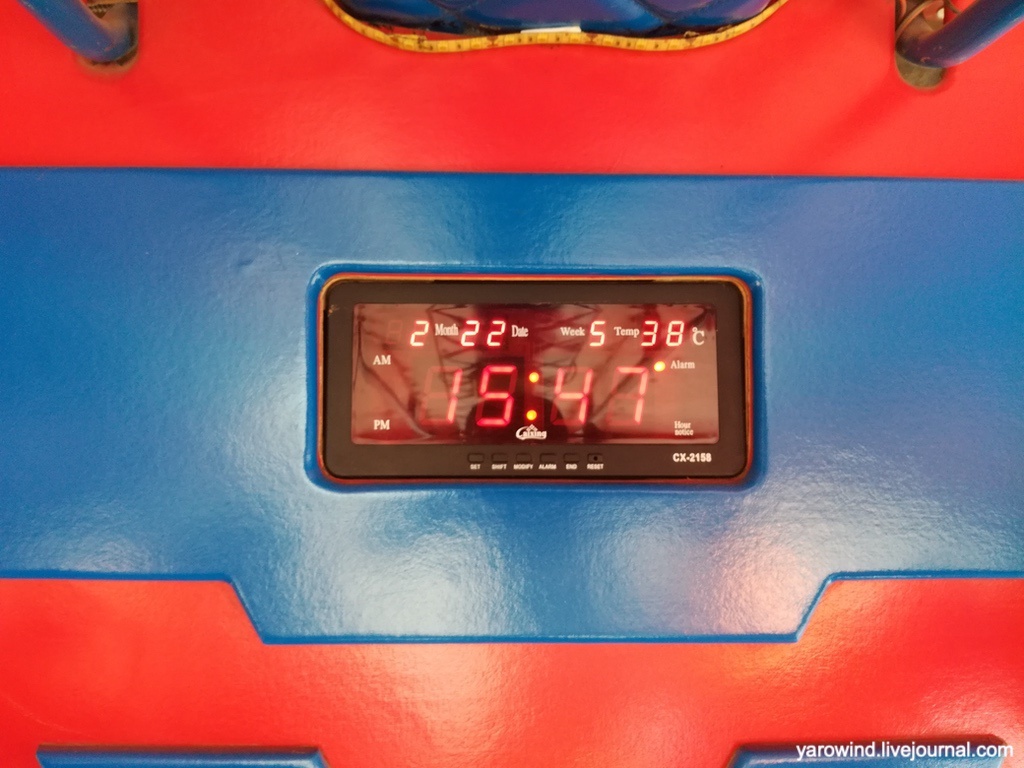 2 Month 22 Date Week 5 Temp 38 °C
AM
Alarm
15:47
PM
Caixing
Hour
notice
CX-2158
SET SHIFT MODIFY ALARM END RESET
yarowind.livejournal.com